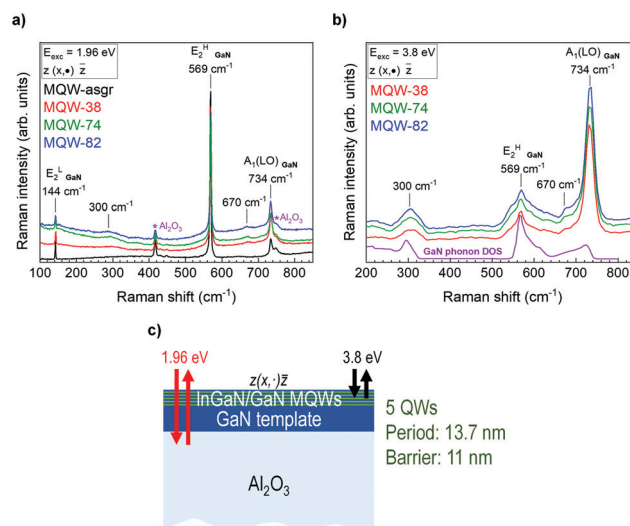 a)
E_exc = 1.96 eV
z (x,•) z̄
MQW-asgr
MQW-38
MQW-74
MQW-82
E₂ᴴ GaN
569 cm⁻¹
A₁(LO) GaN
734 cm⁻¹
E₂ᴸ GaN
144 cm⁻¹
300 cm⁻¹
670 cm⁻¹
*Al₂O₃
*Al₂O₃
Raman intensity (arb. units)
100 200 300 400 500 600 700 800
Raman shift (cm⁻¹)
b)
E_exc = 3.8 eV
z (x,•) z̄
MQW-38
MQW-74
MQW-82
A₁(LO) GaN
734 cm⁻¹
E₂ᴴ GaN
569 cm⁻¹
670 cm⁻¹
300 cm⁻¹
GaN phonon DOS
Raman intensity (arb. units)
200 300 400 500 600 700 800
Raman shift (cm⁻¹)
c)
1.96 eV
z(x,·)z̄
3.8 eV
InGaN/GaN MQWs
GaN template
Al₂O₃
5 QWs
Period: 13.7 nm
Barrier: 11 nm